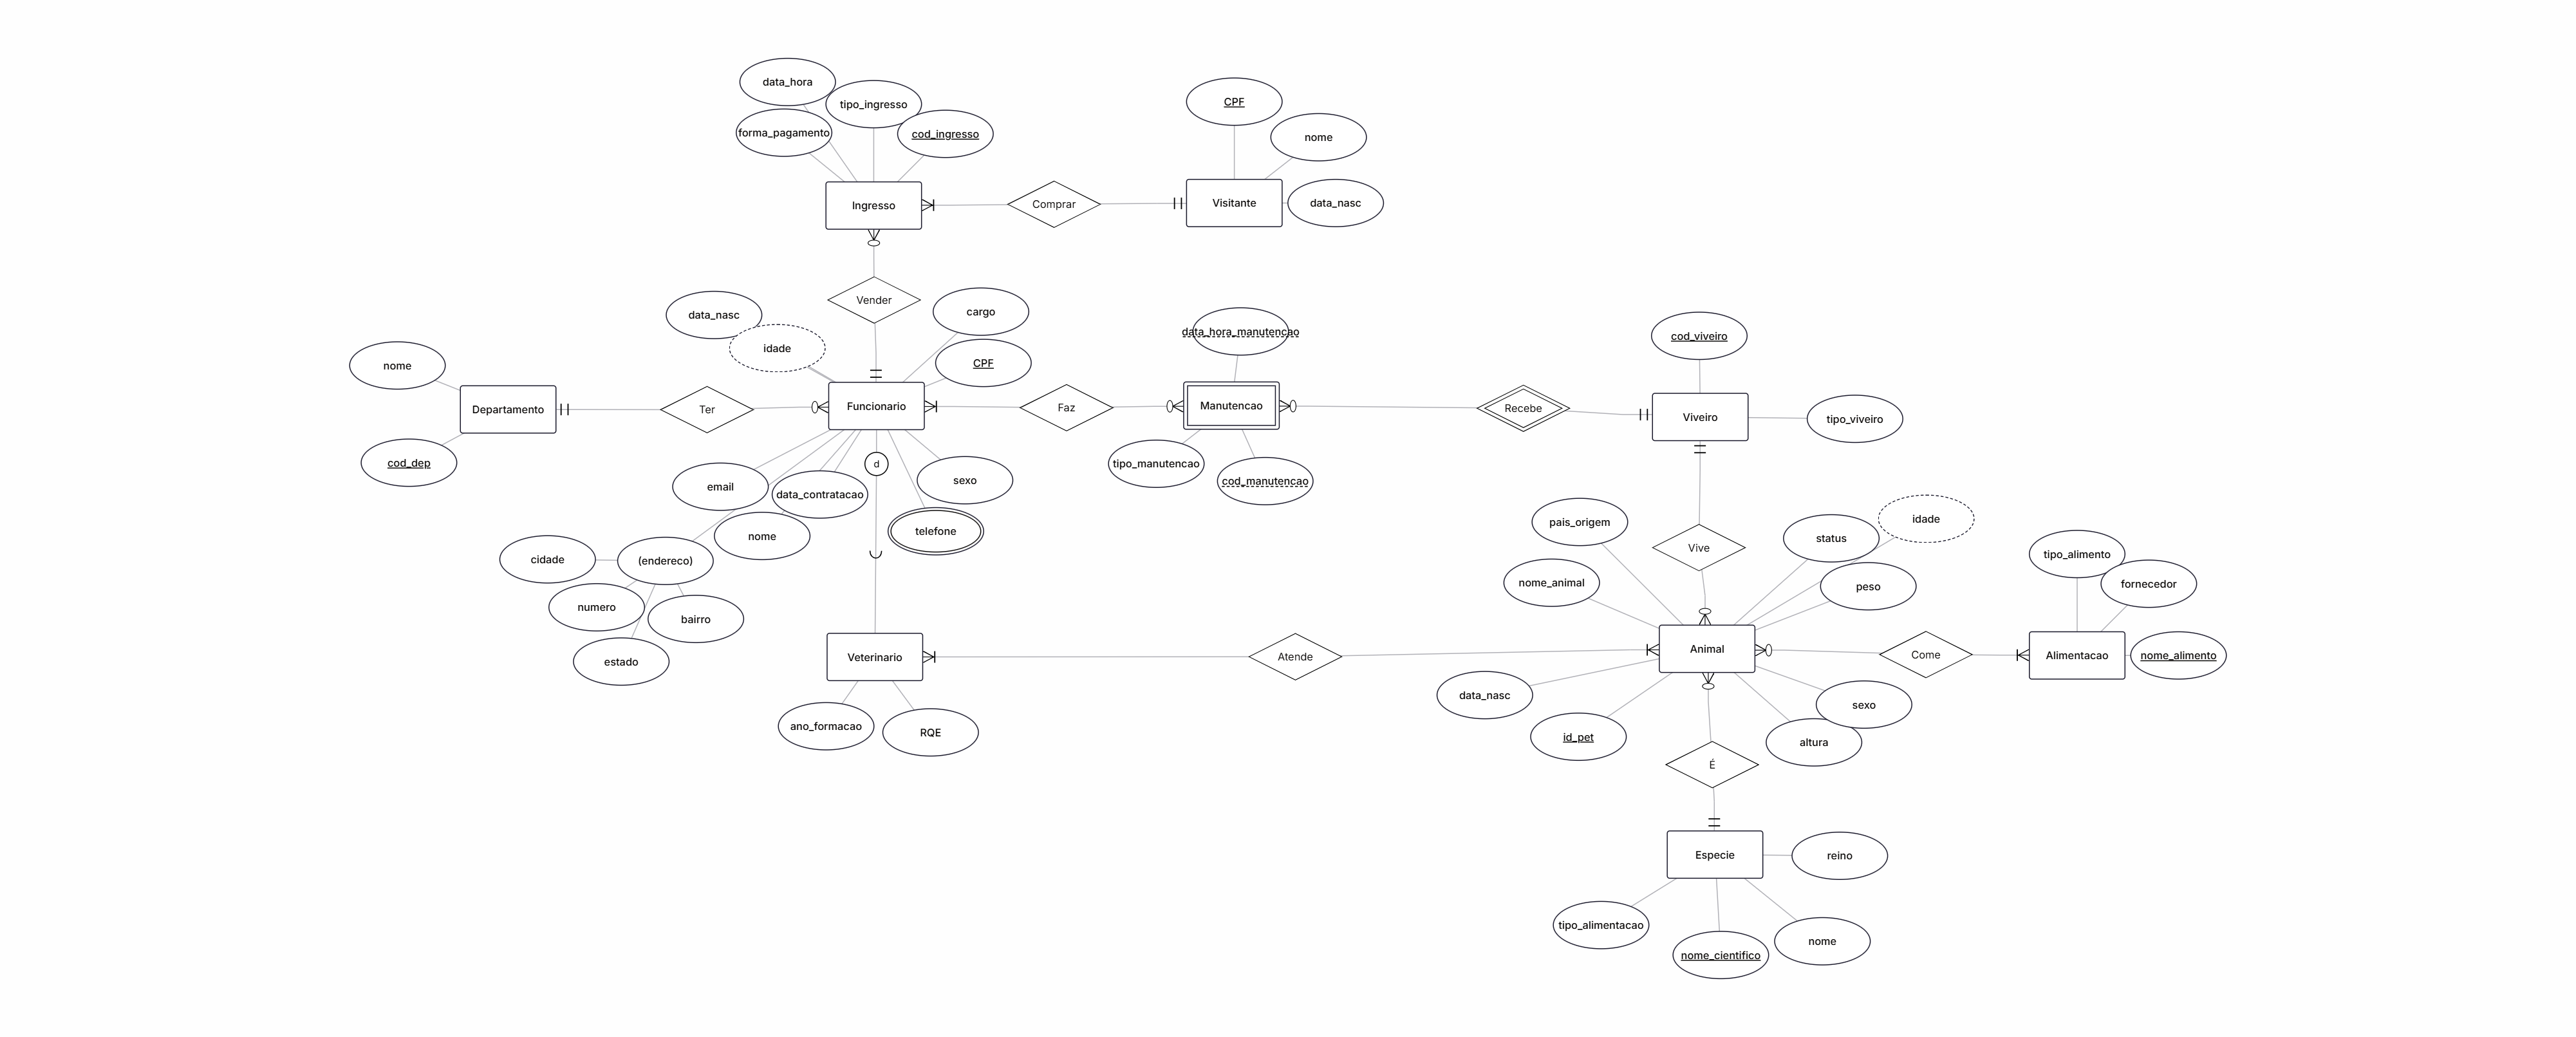 data_hora
tipo_ingresso
forma_pagamento
cod_ingresso
Ingresso
Comprar
CPF
nome
Visitante
data_nasc
Vender
data_nasc
idade
cargo
CPF
nome
Departamento
cod_dep
Ter
Funcionario
Faz
data_hora_manutencao
Manutencao
tipo_manutencao
cod_manutencao
Recebe
cod_viveiro
Viveiro
tipo_viveiro
email
data_contratacao
d
sexo
nome
telefone
cidade
(endereco)
numero
bairro
estado
Veterinario
ano_formacao
RQE
Atende
pais_origem
nome_animal
Vive
status
idade
peso
Animal
Come
tipo_alimento
fornecedor
Alimentacao
nome_alimento
data_nasc
id_pet
sexo
altura
É
Especie
reino
tipo_alimentacao
nome_cientifico
nome